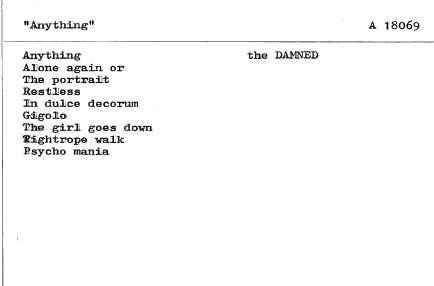 "Anything" A 18069
Anything the DAMNED
Alone again or
The portrait
Restless
In dulce decorum
Gigolo
The girl goes down
Tightrope walk
Psycho mania